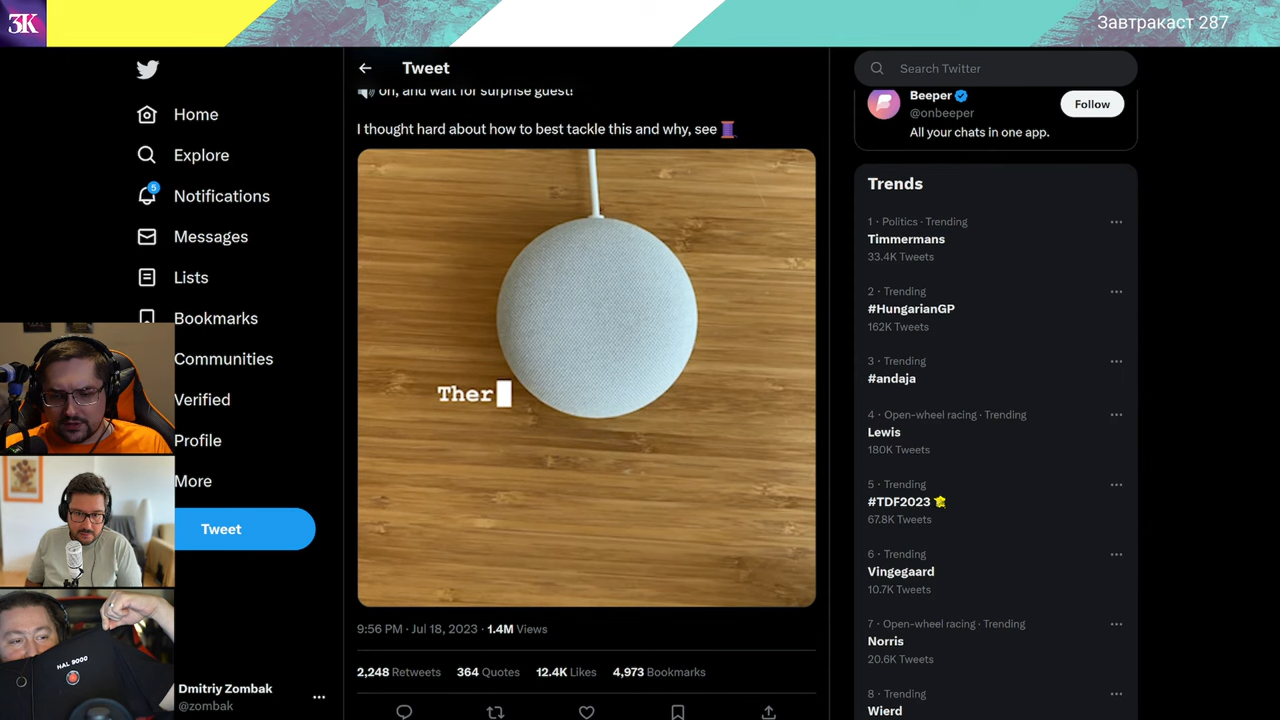 3K
Завтракаст 287
Home
Explore
5
Notifications
Messages
Lists
Bookmarks
Communities
Verified
Profile
More
Tweet
Dmitriy Zombak
@zombak
HAL 9000
Tweet
on, and wait for surprise guest!
I thought hard about how to best tackle this and why, see
Ther
9:56 PM · Jul 18, 2023 · 1.4M Views
2,248 Retweets 364 Quotes 12.4K Likes 4,973 Bookmarks
Search Twitter
Beeper
@onbeeper
Follow
All your chats in one app.
Trends
1 · Politics · Trending
Timmermans
33.4K Tweets
2 · Trending
#HungarianGP
162K Tweets
3 · Trending
#andaja
4 · Open-wheel racing · Trending
Lewis
180K Tweets
5 · Trending
#TDF2023
67.8K Tweets
6 · Trending
Vingegaard
10.7K Tweets
7 · Open-wheel racing · Trending
Norris
20.6K Tweets
8 · Trending
Wierd